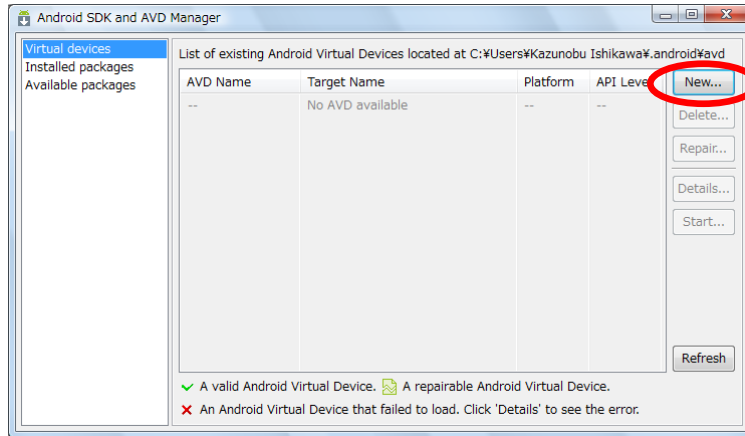 Android SDK and AVD Manager
Virtual devices
Installed packages
Available packages
List of existing Android Virtual Devices located at C:¥Users¥Kazunobu Ishikawa¥.android¥avd
AVD Name Target Name Platform API Level
-- No AVD available -- --
New...
Delete...
Repair...
Details...
Start...
Refresh
A valid Android Virtual Device. A repairable Android Virtual Device.
An Android Virtual Device that failed to load. Click 'Details' to see the error.